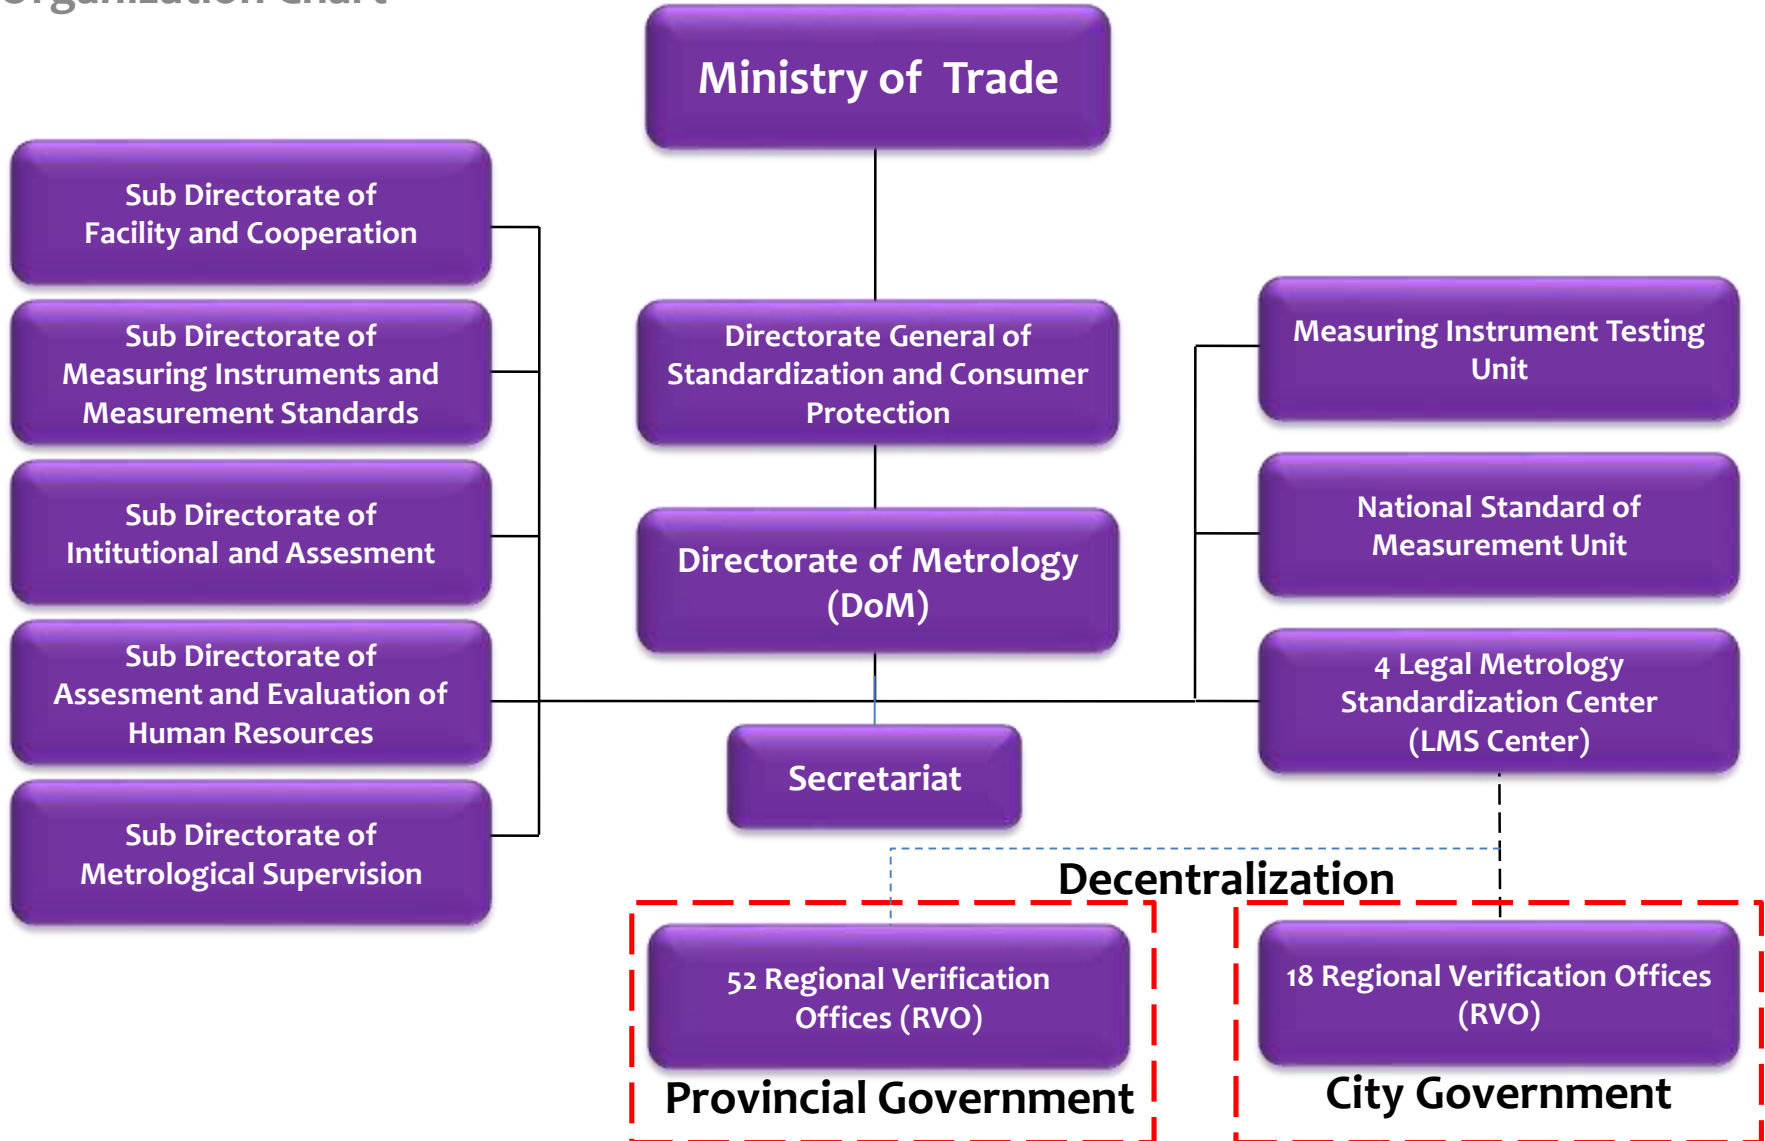 Organization Chart
Ministry of Trade
Sub Directorate of
Facility and Cooperation
Sub Directorate of
Measuring Instruments and
Measurement Standards
Sub Directorate of
Intitutional and Assesment
Sub Directorate of
Assesment and Evaluation of
Human Resources
Sub Directorate of
Metrological Supervision
Directorate General of
Standardization and Consumer
Protection
Directorate of Metrology
(DoM)
Secretariat
Measuring Instrument Testing
Unit
National Standard of
Measurement Unit
4 Legal Metrology
Standardization Center
(LMS Center)
Decentralization
52 Regional Verification
Offices (RVO)
Provincial Government
18 Regional Verification Offices
(RVO)
City Government